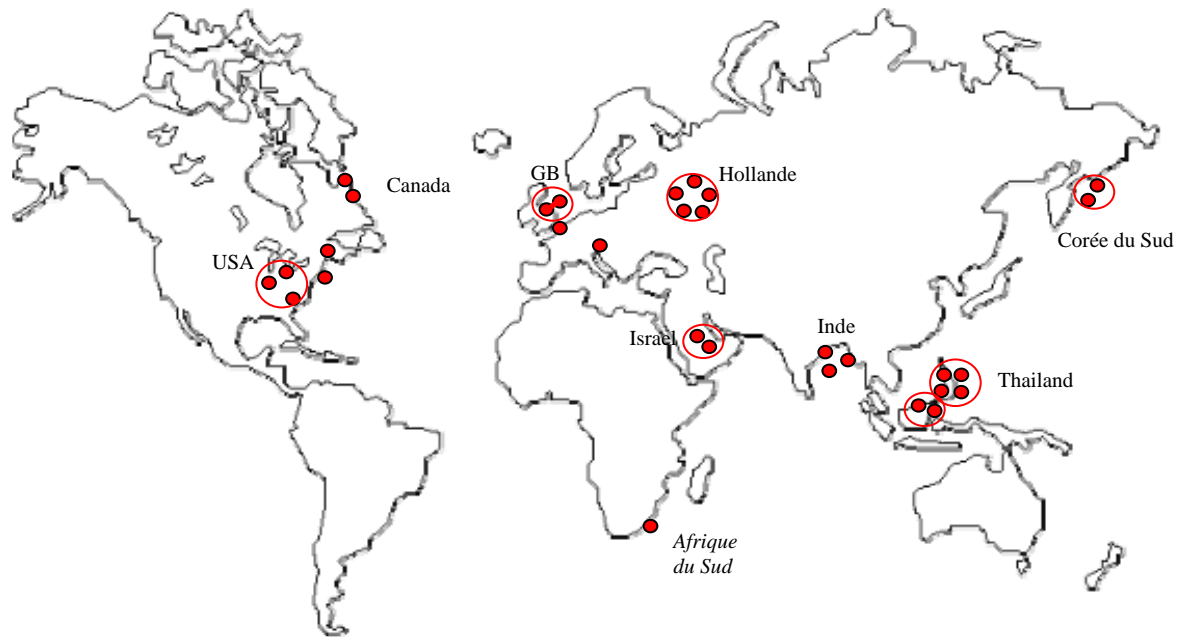 GB
Hollande
Canada
Corée du Sud
USA
Inde
Israel
Thailand
Afrique
du Sud